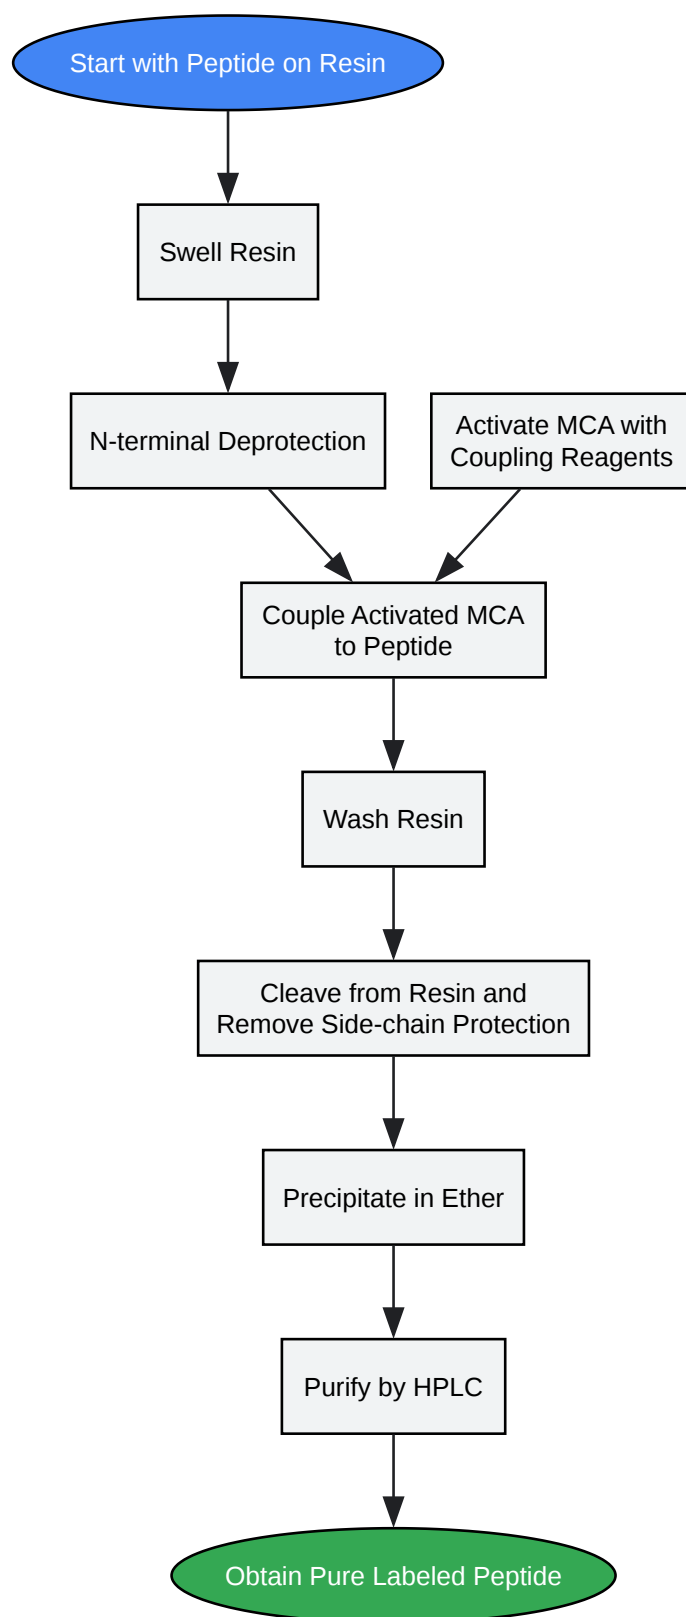 Start with Peptide on Resin
Swell Resin
N-terminal Deprotection
Activate MCA with
Coupling Reagents
Couple Activated MCA
to Peptide
Wash Resin
Cleave from Resin and
Remove Side-chain Protection
Precipitate in Ether
Purify by HPLC
Obtain Pure Labeled Peptide